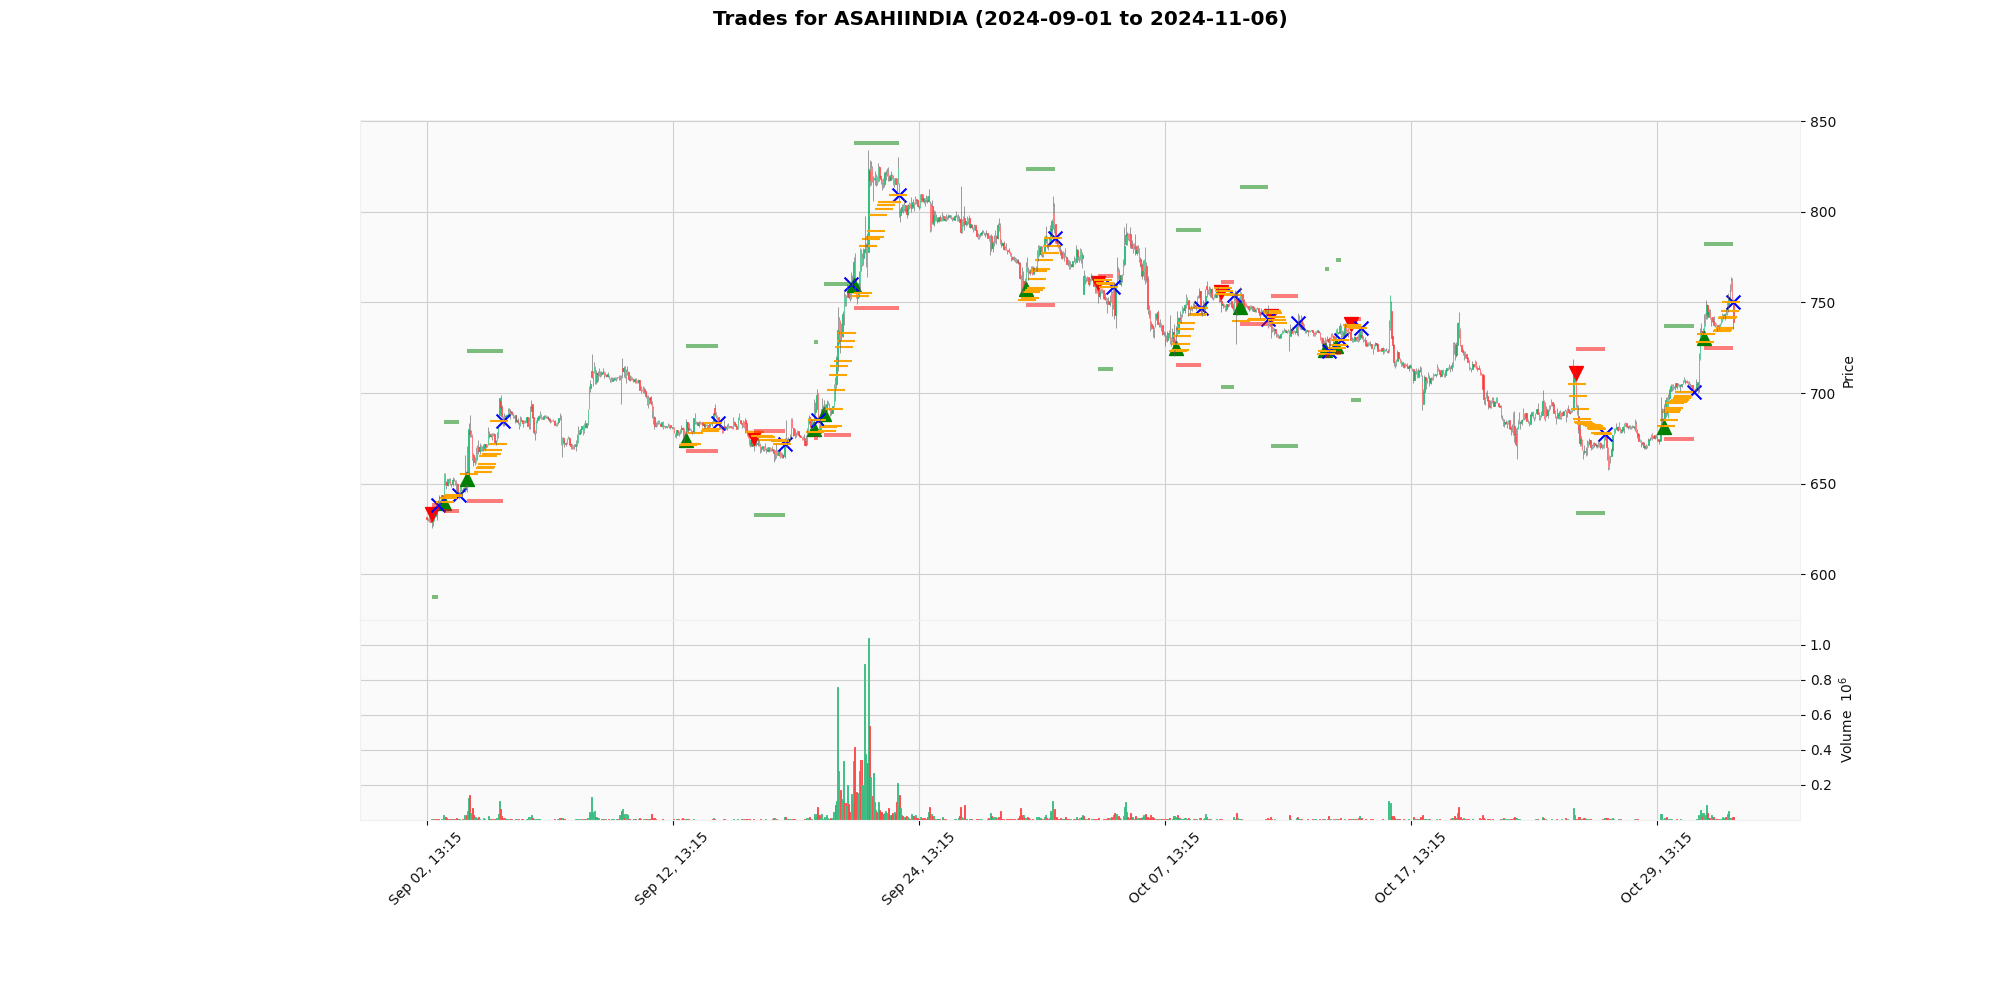 Trades for ASAHIINDIA (2024-09-01 to 2024-11-06)
850
800
750
700
650
600
Price
1.0
0.8
0.6
0.4
0.2
Volume 10^6
Sep 02, 13:15
Sep 12, 13:15
Sep 24, 13:15
Oct 07, 13:15
Oct 17, 13:15
Oct 29, 13:15